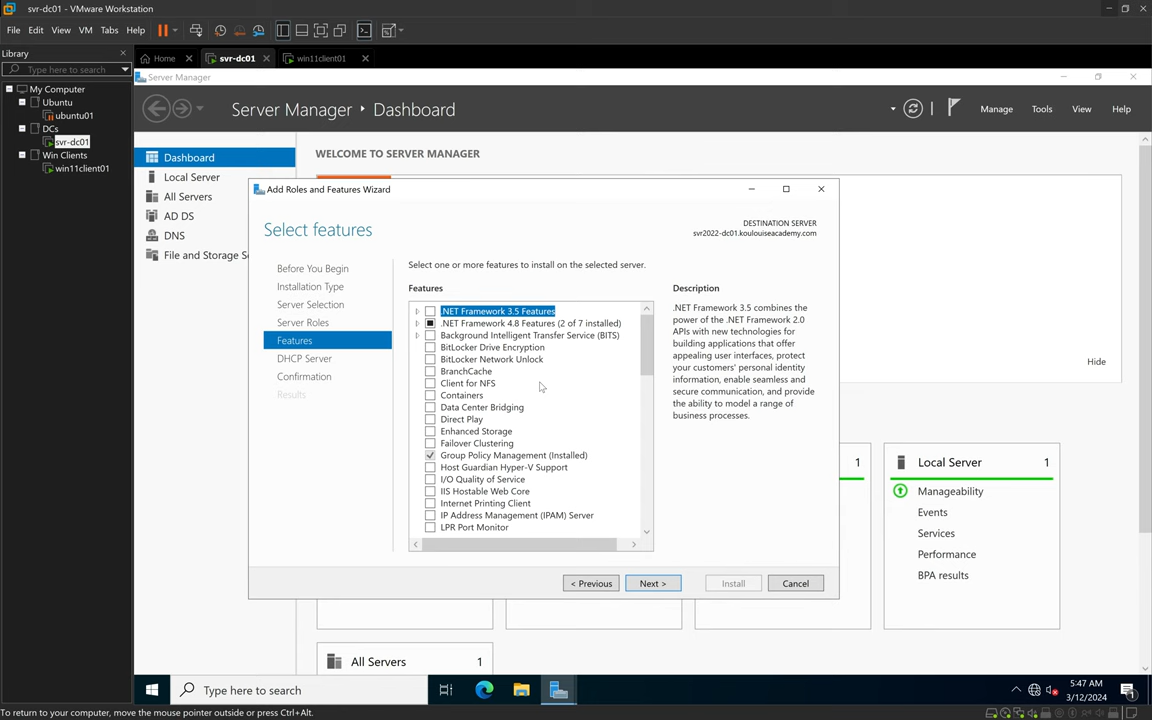 svr-dc01 - VMware Workstation
File Edit View VM Tabs Help
Library
Type here to search
My Computer
Ubuntu
ubuntu01
DCs
svr-dc01
Win Clients
win11client01
Home
svr-dc01
win11client01
Server Manager
Server Manager
Dashboard
Manage Tools View Help
Dashboard
Local Server
All Servers
AD DS
DNS
File and Storage S
WELCOME TO SERVER MANAGER
Add Roles and Features Wizard
Select features
DESTINATION SERVER
svr2022-dc01.koulouiseacademy.com
Before You Begin
Installation Type
Server Selection
Server Roles
Features
DHCP Server
Confirmation
Results
Select one or more features to install on the selected server.
Features
.NET Framework 3.5 Features
.NET Framework 4.8 Features (2 of 7 installed)
Background Intelligent Transfer Service (BITS)
BitLocker Drive Encryption
BitLocker Network Unlock
BranchCache
Client for NFS
Containers
Data Center Bridging
Direct Play
Enhanced Storage
Failover Clustering
Group Policy Management (Installed)
Host Guardian Hyper-V Support
I/O Quality of Service
IIS Hostable Web Core
Internet Printing Client
IP Address Management (IPAM) Server
LPR Port Monitor
Description
.NET Framework 3.5 combines the
power of the .NET Framework 2.0
APIs with new technologies for
building applications that offer
appealing user interfaces, protect
your customers' personal identity
information, enable seamless and
secure communication, and provide
the ability to model a range of
business processes.
< Previous
Next >
Install
Cancel
Hide
1
Local Server 1
Manageability
Events
Services
Performance
BPA results
All Servers 1
Type here to search
5:47 AM
3/12/2024
1
To return to your computer, move the mouse pointer outside or press Ctrl+Alt.